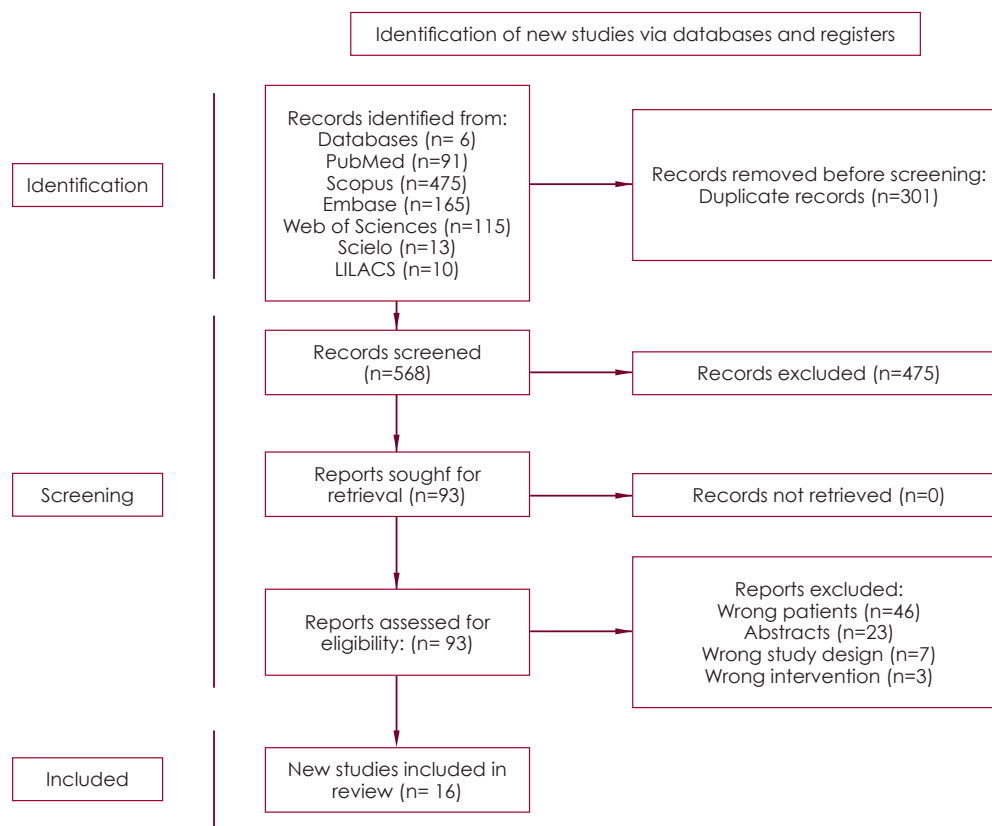 Identification of new studies via databases and registers
Identification
Records identified from:
Databases (n= 6)
PubMed (n=91)
Scopus (n=475)
Embase (n=165)
Web of Sciences (n=115)
Scielo (n=13)
LILACS (n=10)
Records removed before screening:
Duplicate records (n=301)
Screening
Records screened
(n=568)
Records excluded (n=475)
Reports soughf for
retrieval (n=93)
Records not retrieved (n=0)
Reports assessed for
eligibility: (n= 93)
Reports excluded:
Wrong patients (n=46)
Abstracts (n=23)
Wrong study design (n=7)
Wrong intervention (n=3)
Included
New studies included in
review (n= 16)